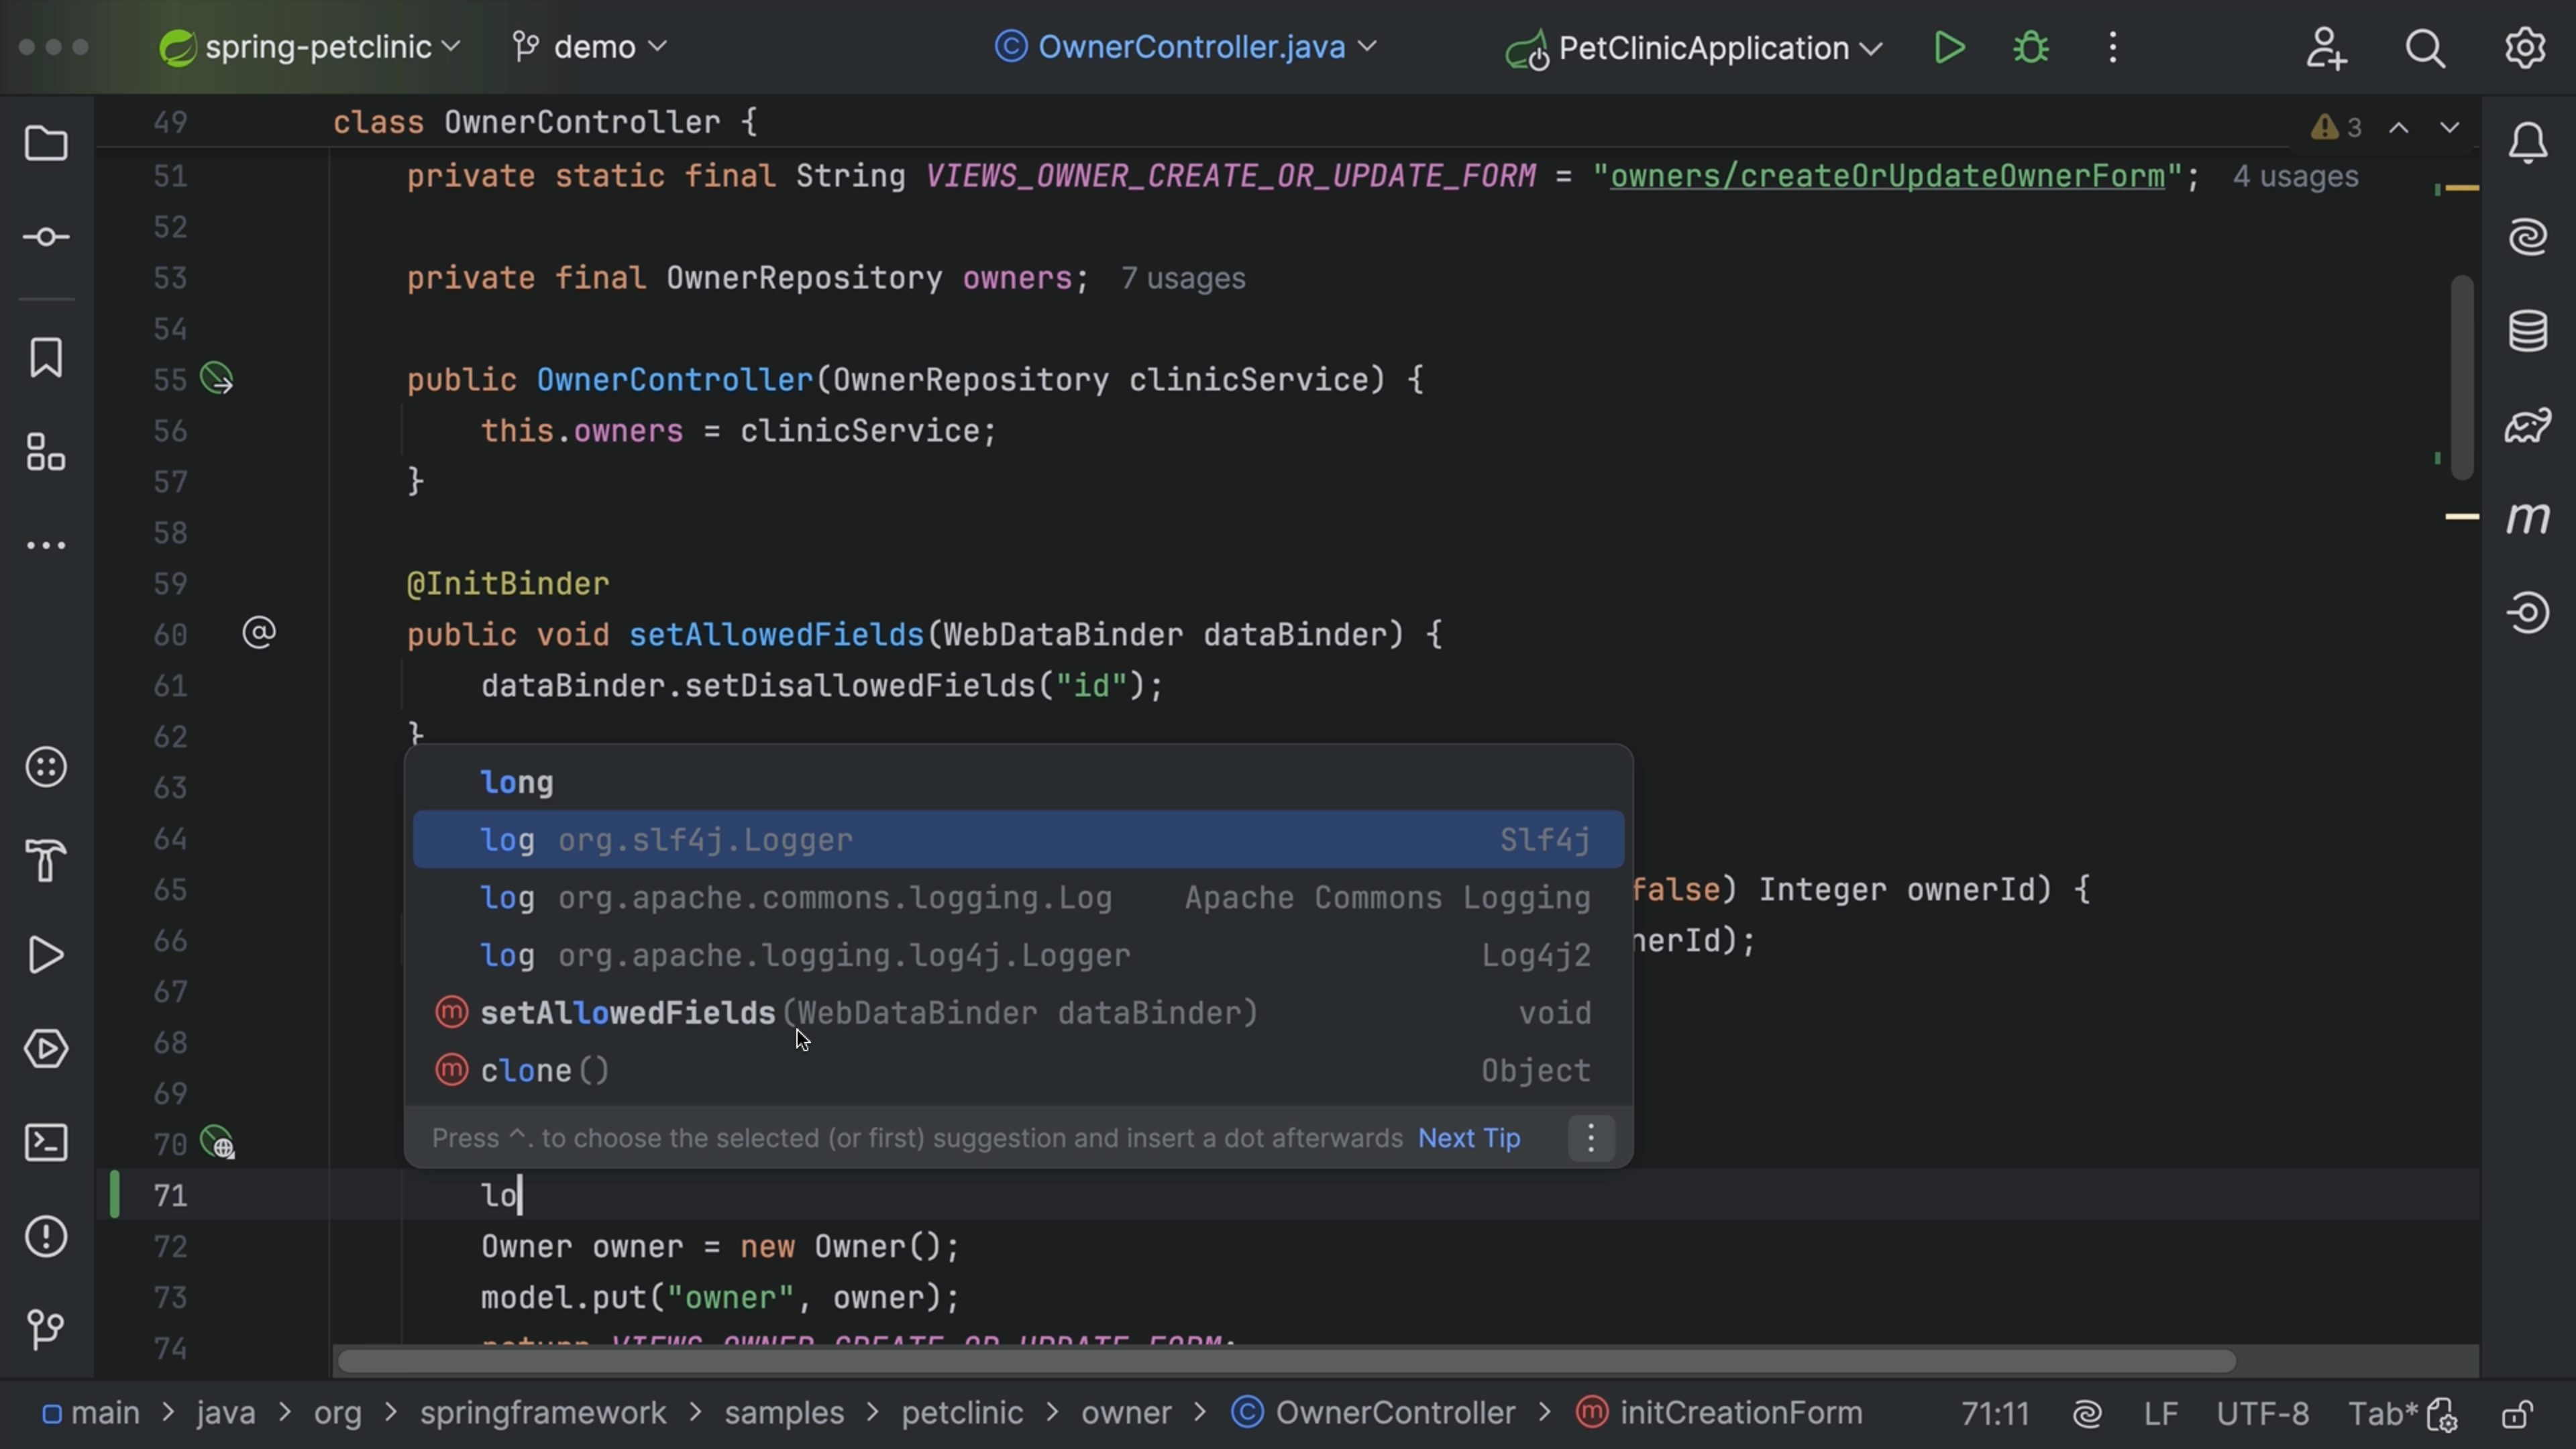 spring-petclinic demo OwnerController.java PetClinicApplication
49 class OwnerController { 3
51 private static final String VIEWS_OWNER_CREATE_OR_UPDATE_FORM = "owners/createOrUpdateOwnerForm"; 4 usages
52
53 private final OwnerRepository owners; 7 usages
54
55 public OwnerController(OwnerRepository clinicService) {
56 this.owners = clinicService;
57 }
58
59 @InitBinder
60 @ public void setAllowedFields(WebDataBinder dataBinder) {
61 dataBinder.setDisallowedFields("id");
62 }
63 long
64 log org.slf4j.Logger Slf4j
65 false) Integer ownerId) {
log org.apache.commons.logging.Log Apache Commons Logging
66 nerId);
log org.apache.logging.log4j.Logger Log4j2
67
m setAllowedFields(WebDataBinder dataBinder) void
68
m clone() Object
69
70 Press ^. to choose the selected (or first) suggestion and insert a dot afterwards Next Tip
71 lo
72 Owner owner = new Owner();
73 model.put("owner", owner);
74 return VIEWS_OWNER_CREATE_OR_UPDATE_FORM;
main > java > org > springframework > samples > petclinic > owner > C OwnerController > m initCreationForm 71:11 LF UTF-8 Tab*